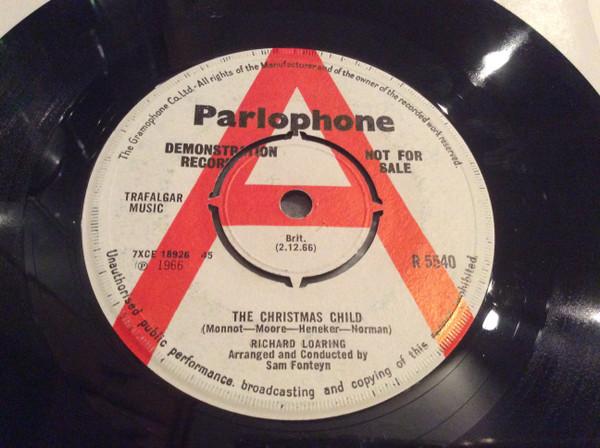 The Gramophone Co. Ltd.-All rights of the Manufacturer and of the owner of the recorded work reserved.
Parlophone
DEMONSTRATION RECORD
NOT FOR SALE
TRAFALGAR MUSIC
Brit.
(2.12.66)
7XCE 18926 45
℗ 1966
R 5540
THE CHRISTMAS CHILD
(Monnot—Moore—Heneker—Norman)
RICHARD LOARING
Arranged and Conducted by
Sam Fonteyn
Unauthorised public performance, broadcasting and copying of this prohibited.